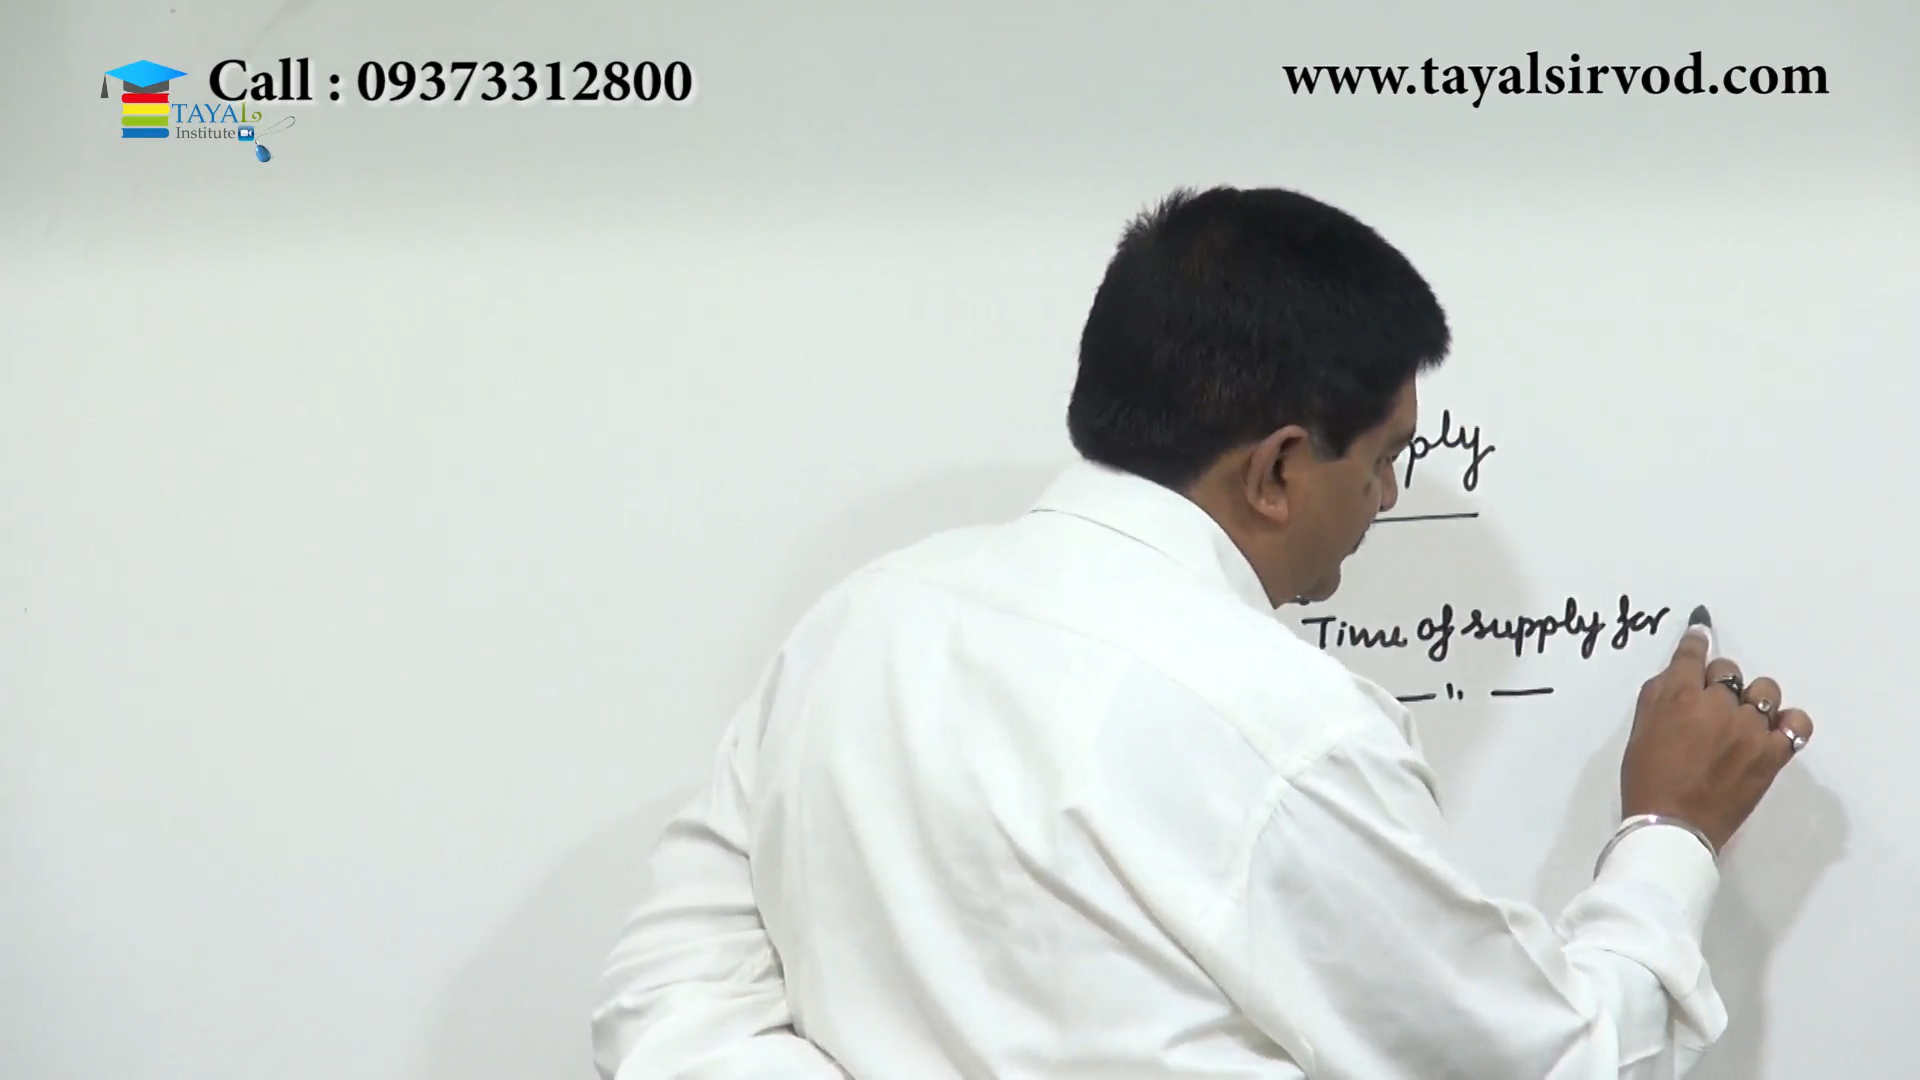 Call : 09373312800
www.tayalsirvod.com
TAYAL
Institute
ply
Time of supply for
— " —